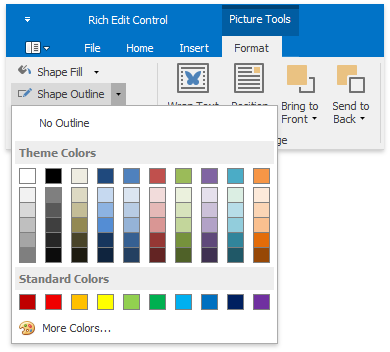 Rich Edit Control
Picture Tools
File Home Insert Format
Shape Fill
Shape Outline
Wrap Text Position Bring to Front Send to Back
No Outline
Theme Colors
Standard Colors
More Colors...